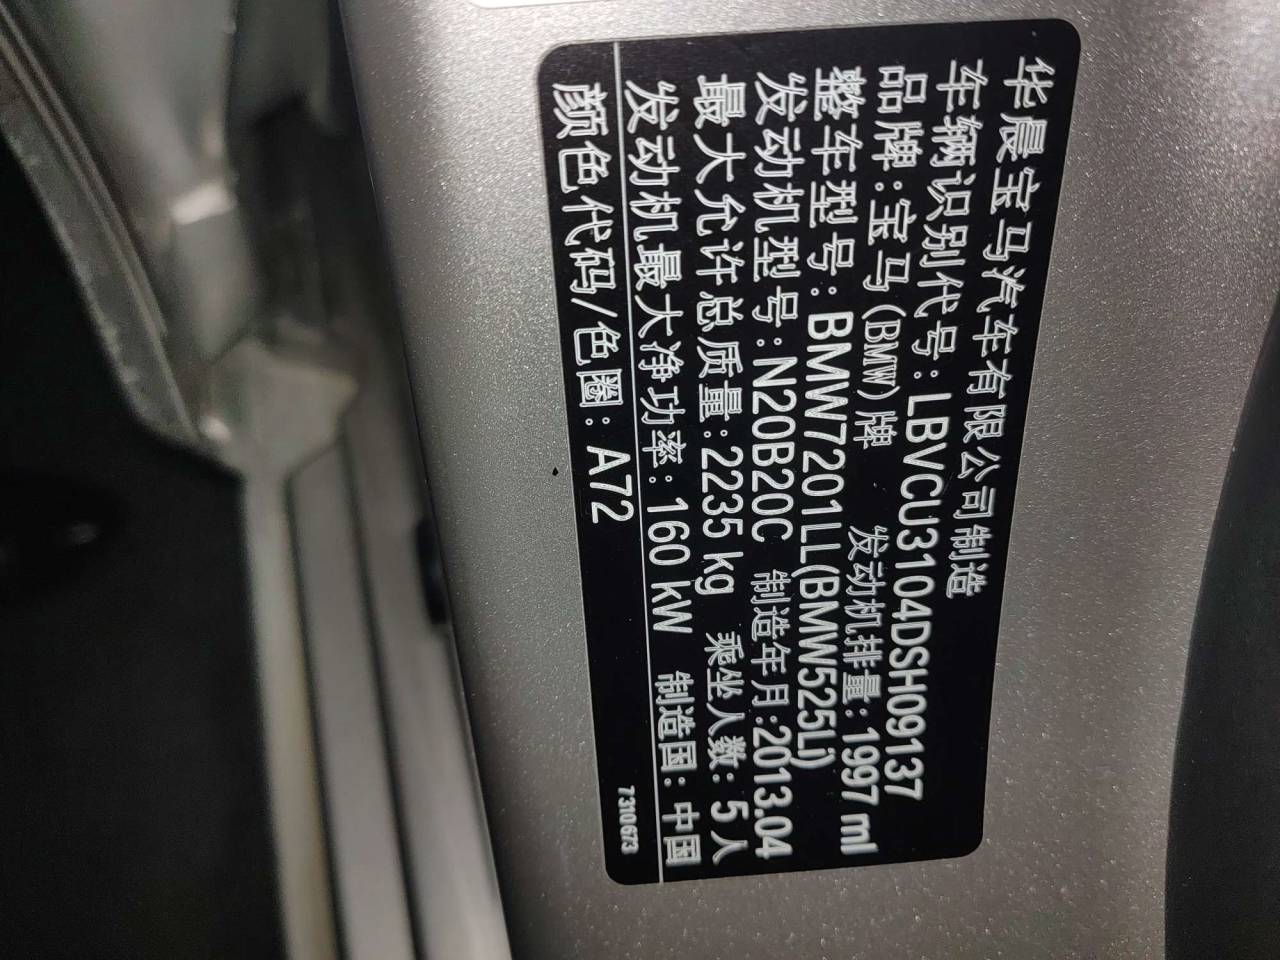 华晨宝马汽车有限公司制造
车辆识别代号：LBVCU3104DSH09137
品牌：宝马(BMW)牌 发动机排量：1997 ml
整车型号：BMW7201LL(BMW525Li)
发动机型号：N20B20C 制造年月：2013.04
最大允许总质量：2235 kg 乘坐人数：5 人
发动机最大净功率：160 kW 制造国：中国
颜色代码/色圈：A72 7310673